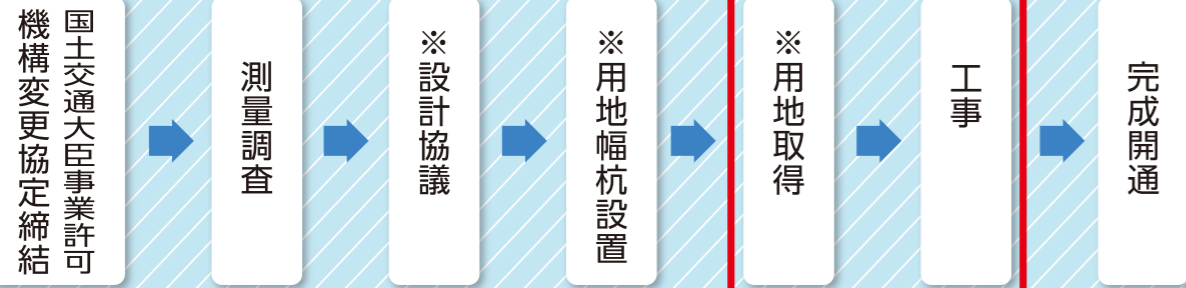 国土交通大臣事業許可
機構変更協定締結
測量調査
※設計協議
※用地幅杭設置
※用地取得
工事
完成開通